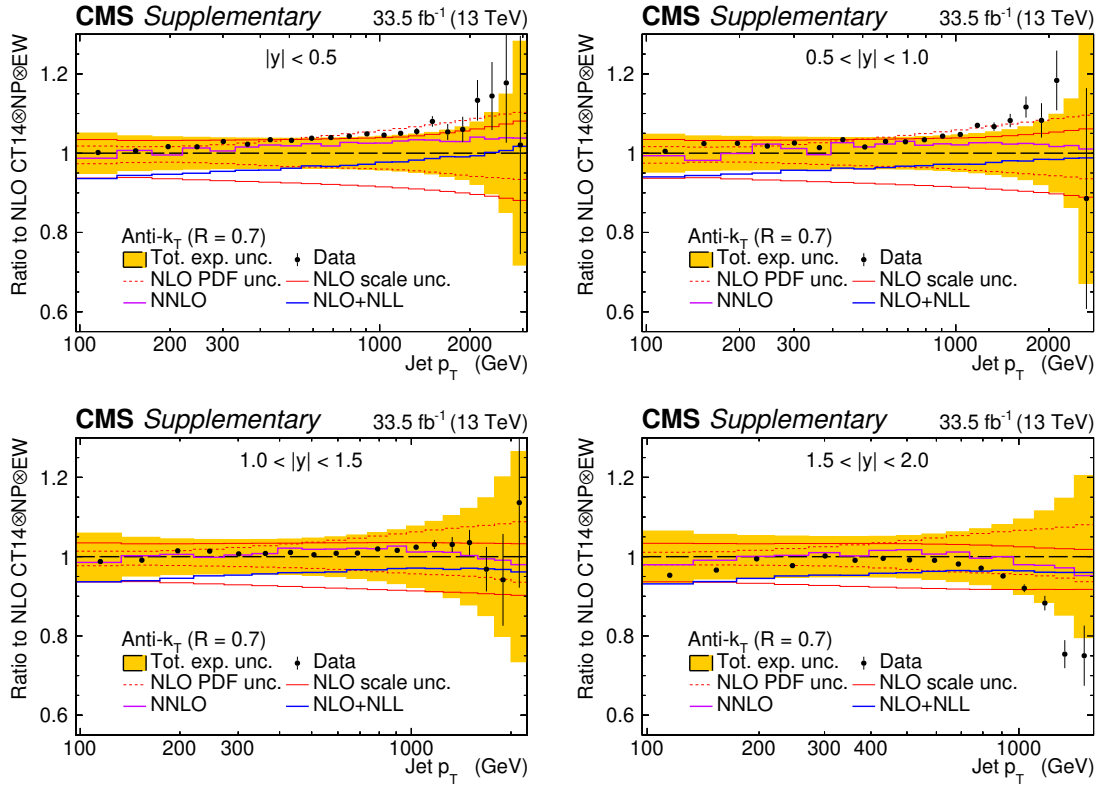 CMS Supplementary 33.5 fb⁻¹ (13 TeV)
|y| < 0.5
Ratio to NLO CT14⊗NP⊗EW
1.2
1
0.8
0.6
Anti-k_T (R = 0.7)
Tot. exp. unc. Data
NLO PDF unc. NLO scale unc.
NNLO NLO+NLL
100 200 300 1000 2000
Jet p_T (GeV)
CMS Supplementary 33.5 fb⁻¹ (13 TeV)
0.5 < |y| < 1.0
Ratio to NLO CT14⊗NP⊗EW
1.2
1
0.8
0.6
Anti-k_T (R = 0.7)
Tot. exp. unc. Data
NLO PDF unc. NLO scale unc.
NNLO NLO+NLL
100 200 300 1000 2000
Jet p_T (GeV)
CMS Supplementary 33.5 fb⁻¹ (13 TeV)
1.0 < |y| < 1.5
Ratio to NLO CT14⊗NP⊗EW
1.2
1
0.8
0.6
Anti-k_T (R = 0.7)
Tot. exp. unc. Data
NLO PDF unc. NLO scale unc.
NNLO NLO+NLL
100 200 300 1000
Jet p_T (GeV)
CMS Supplementary 33.5 fb⁻¹ (13 TeV)
1.5 < |y| < 2.0
Ratio to NLO CT14⊗NP⊗EW
1.2
1
0.8
0.6
Anti-k_T (R = 0.7)
Tot. exp. unc. Data
NLO PDF unc. NLO scale unc.
NNLO NLO+NLL
100 200 300 400 1000
Jet p_T (GeV)